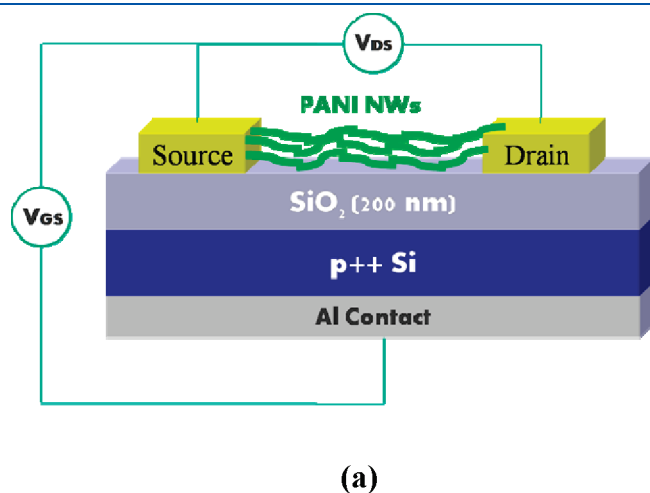 VDS
PANI NWs
Source
Drain
SiO₂ (200 nm)
VGS
p++ Si
Al Contact
(a)